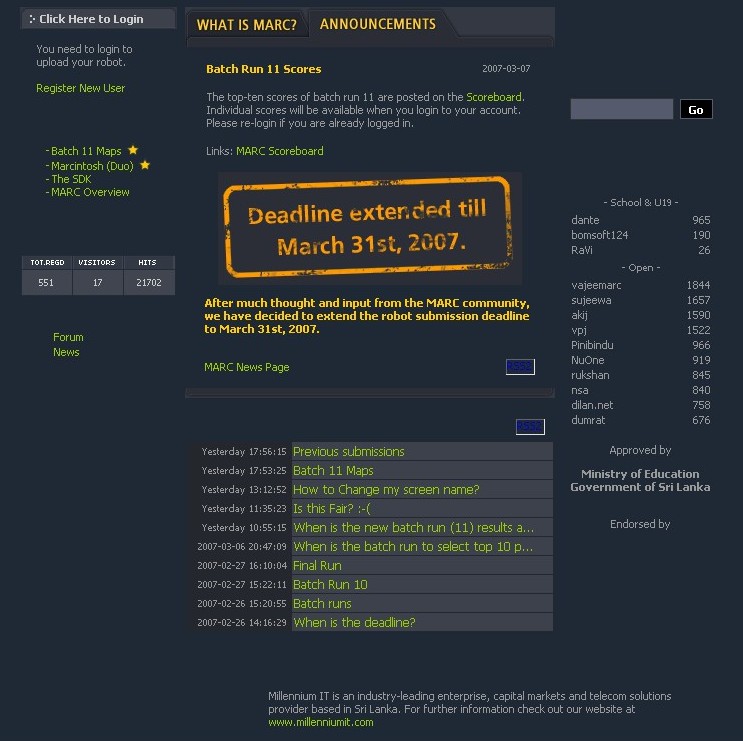 Click Here to Login
You need to login to
upload your robot.
Register New User
-Batch 11 Maps
-Marcintosh (Duo)
-The SDK
-MARC Overview
TOT.REGD VISITORS HITS
551 17 21702
Forum
News
WHAT IS MARC? ANNOUNCEMENTS
Batch Run 11 Scores 2007-03-07
The top-ten scores of batch run 11 are posted on the Scoreboard.
Individual scores will be available when you login to your account.
Please re-login if you are already logged in.
Links: MARC Scoreboard
Deadline extended till
March 31st, 2007.
After much thought and input from the MARC community,
we have decided to extend the robot submission deadline
to March 31st, 2007.
MARC News Page
Yesterday 17:56:15 Previous submissions
Yesterday 17:53:25 Batch 11 Maps
Yesterday 13:12:52 How to Change my screen name?
Yesterday 11:35:23 Is this Fair? :-(
Yesterday 10:55:15 When is the new batch run (11) results a...
2007-03-06 20:47:09 When is the batch run to select top 10 p...
2007-02-27 16:10:04 Final Run
2007-02-27 15:22:11 Batch Run 10
2007-02-26 15:20:55 Batch runs
2007-02-26 14:16:29 When is the deadline?
Go
- School & U19 -
dante 965
bomsoft124 190
RaVi 26
- Open -
vajeemarc 1844
sujeewa 1657
akij 1590
vpj 1522
Pinibindu 966
NuOne 919
rukshan 845
nsa 840
dilan.net 758
dumrat 676
Approved by
Ministry of Education
Government of Sri Lanka
Endorsed by
Millennium IT is an industry-leading enterprise, capital markets and telecom solutions
provider based in Sri Lanka. For further information check out our website at
www.millenniumit.com